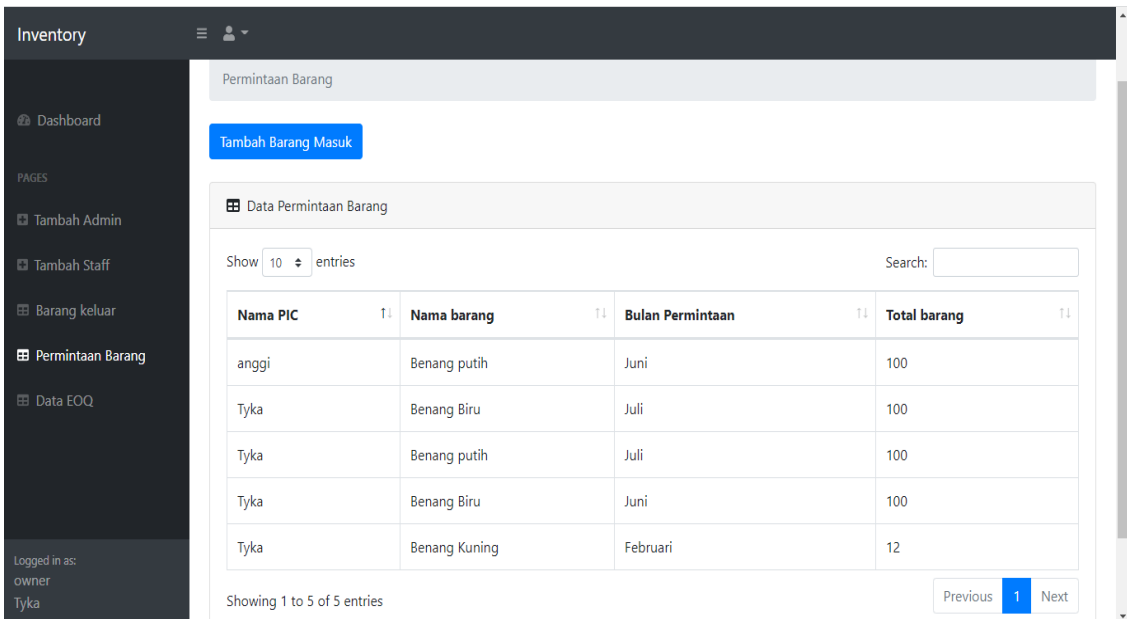 Inventory
Permintaan Barang
Dashboard
Tambah Barang Masuk
PAGES
Tambah Admin
Tambah Staff
Barang keluar
Permintaan Barang
Data EOQ
Logged in as:
owner
Tyka
Data Permintaan Barang
Show 10 entries
Search:
Nama PIC Nama barang Bulan Permintaan Total barang
anggi Benang putih Juni 100
Tyka Benang Biru Juli 100
Tyka Benang putih Juli 100
Tyka Benang Biru Juni 100
Tyka Benang Kuning Februari 12
Showing 1 to 5 of 5 entries
Previous 1 Next